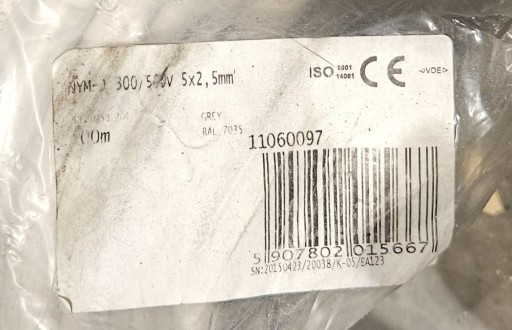 NYM-J 300/500V 5x2,5mm²
ISO 9001 14001 CE <VDE>
GREY
RAL 7035
11060097
5 907802 015667
SN:20150423/20038/K-05/EA123